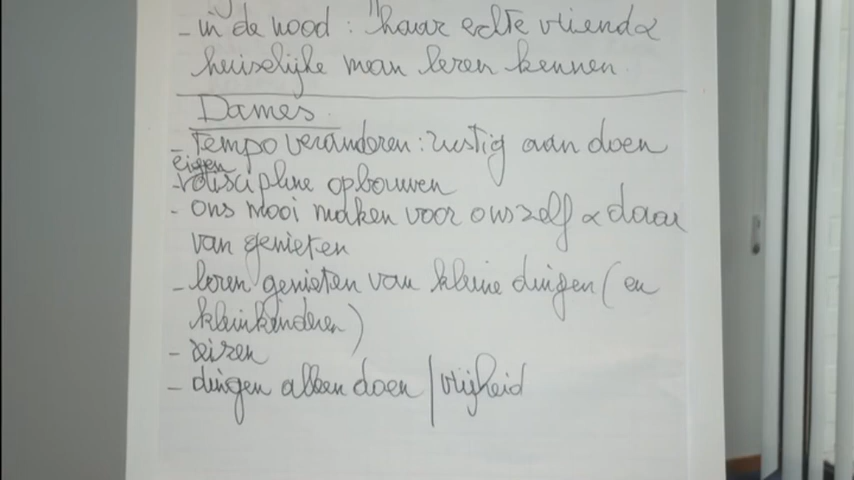 - in de nood : "haar echte vriend &
huiselijke man leren kennen.
Dames
- Tempo veranderen : rustig aan doen
eigen
- discipline opbouwen
- ons mooi maken voor onszelf & daar
van genieten
- leren genieten van kleine dingen (en
kleinkinderen)
- reizen
- dingen alleen doen / vrijheid